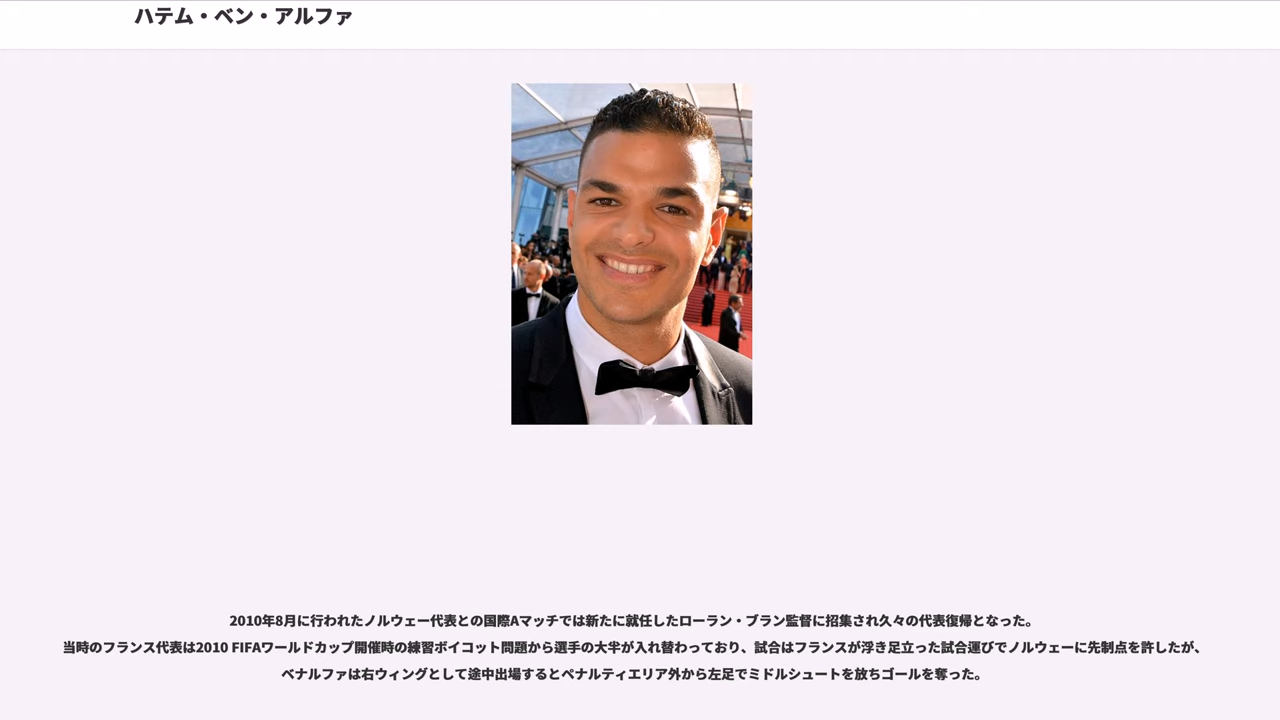 ハテム・ベン・アルファ
2010年8月に行われたノルウェー代表との国際Aマッチでは新たに就任したローラン・ブラン監督に招集され久々の代表復帰となった。
当時のフランス代表は2010 FIFAワールドカップ開催時の練習ボイコット問題から選手の大半が入れ替わっており、試合はフランスが浮き足立った試合運びでノルウェーに先制点を許したが、
ベナルファは右ウィングとして途中出場するとペナルティエリア外から左足でミドルシュートを放ちゴールを奪った。